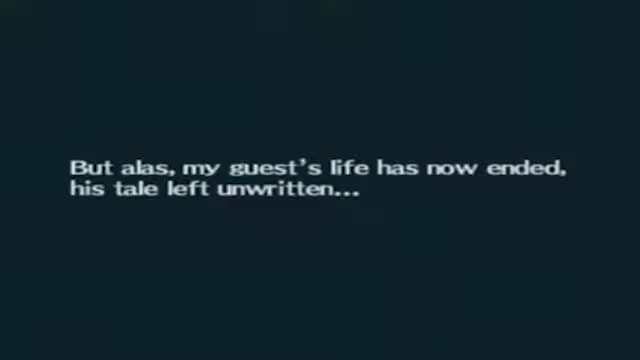 But alas, my guest's life has now ended,
his tale left unwritten...